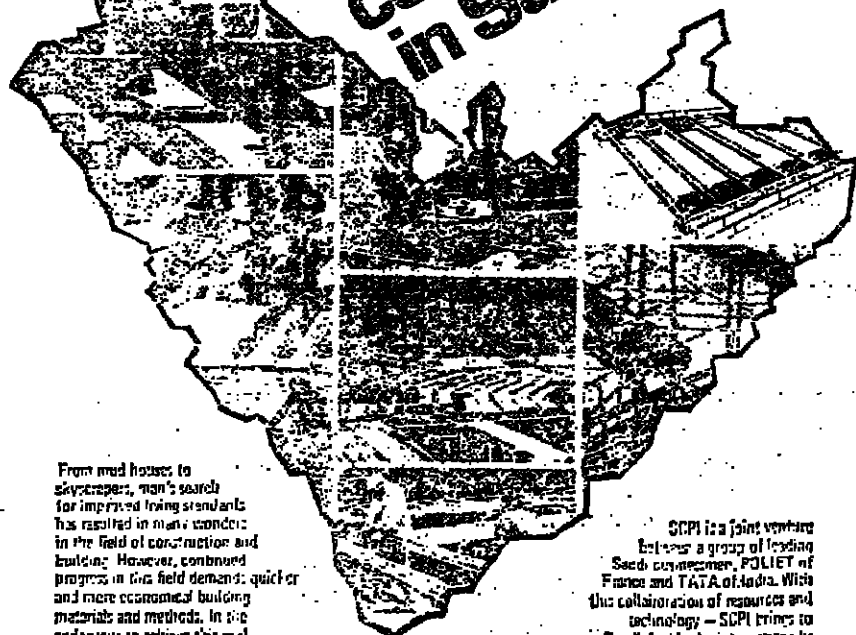 in
From mud houses to
skyscrapers, man's search
for improved living standards
has resulted in many wonders
in the field of construction and
building. However, continued
progress in this field demands quicker
and more economical building
materials and methods. In the
SCPI is a joint venture
between a group of leading
Saudi businessmen, POLIET of
France and TATA of India. With
this collaboration of resources and
technology – SCPI brings to